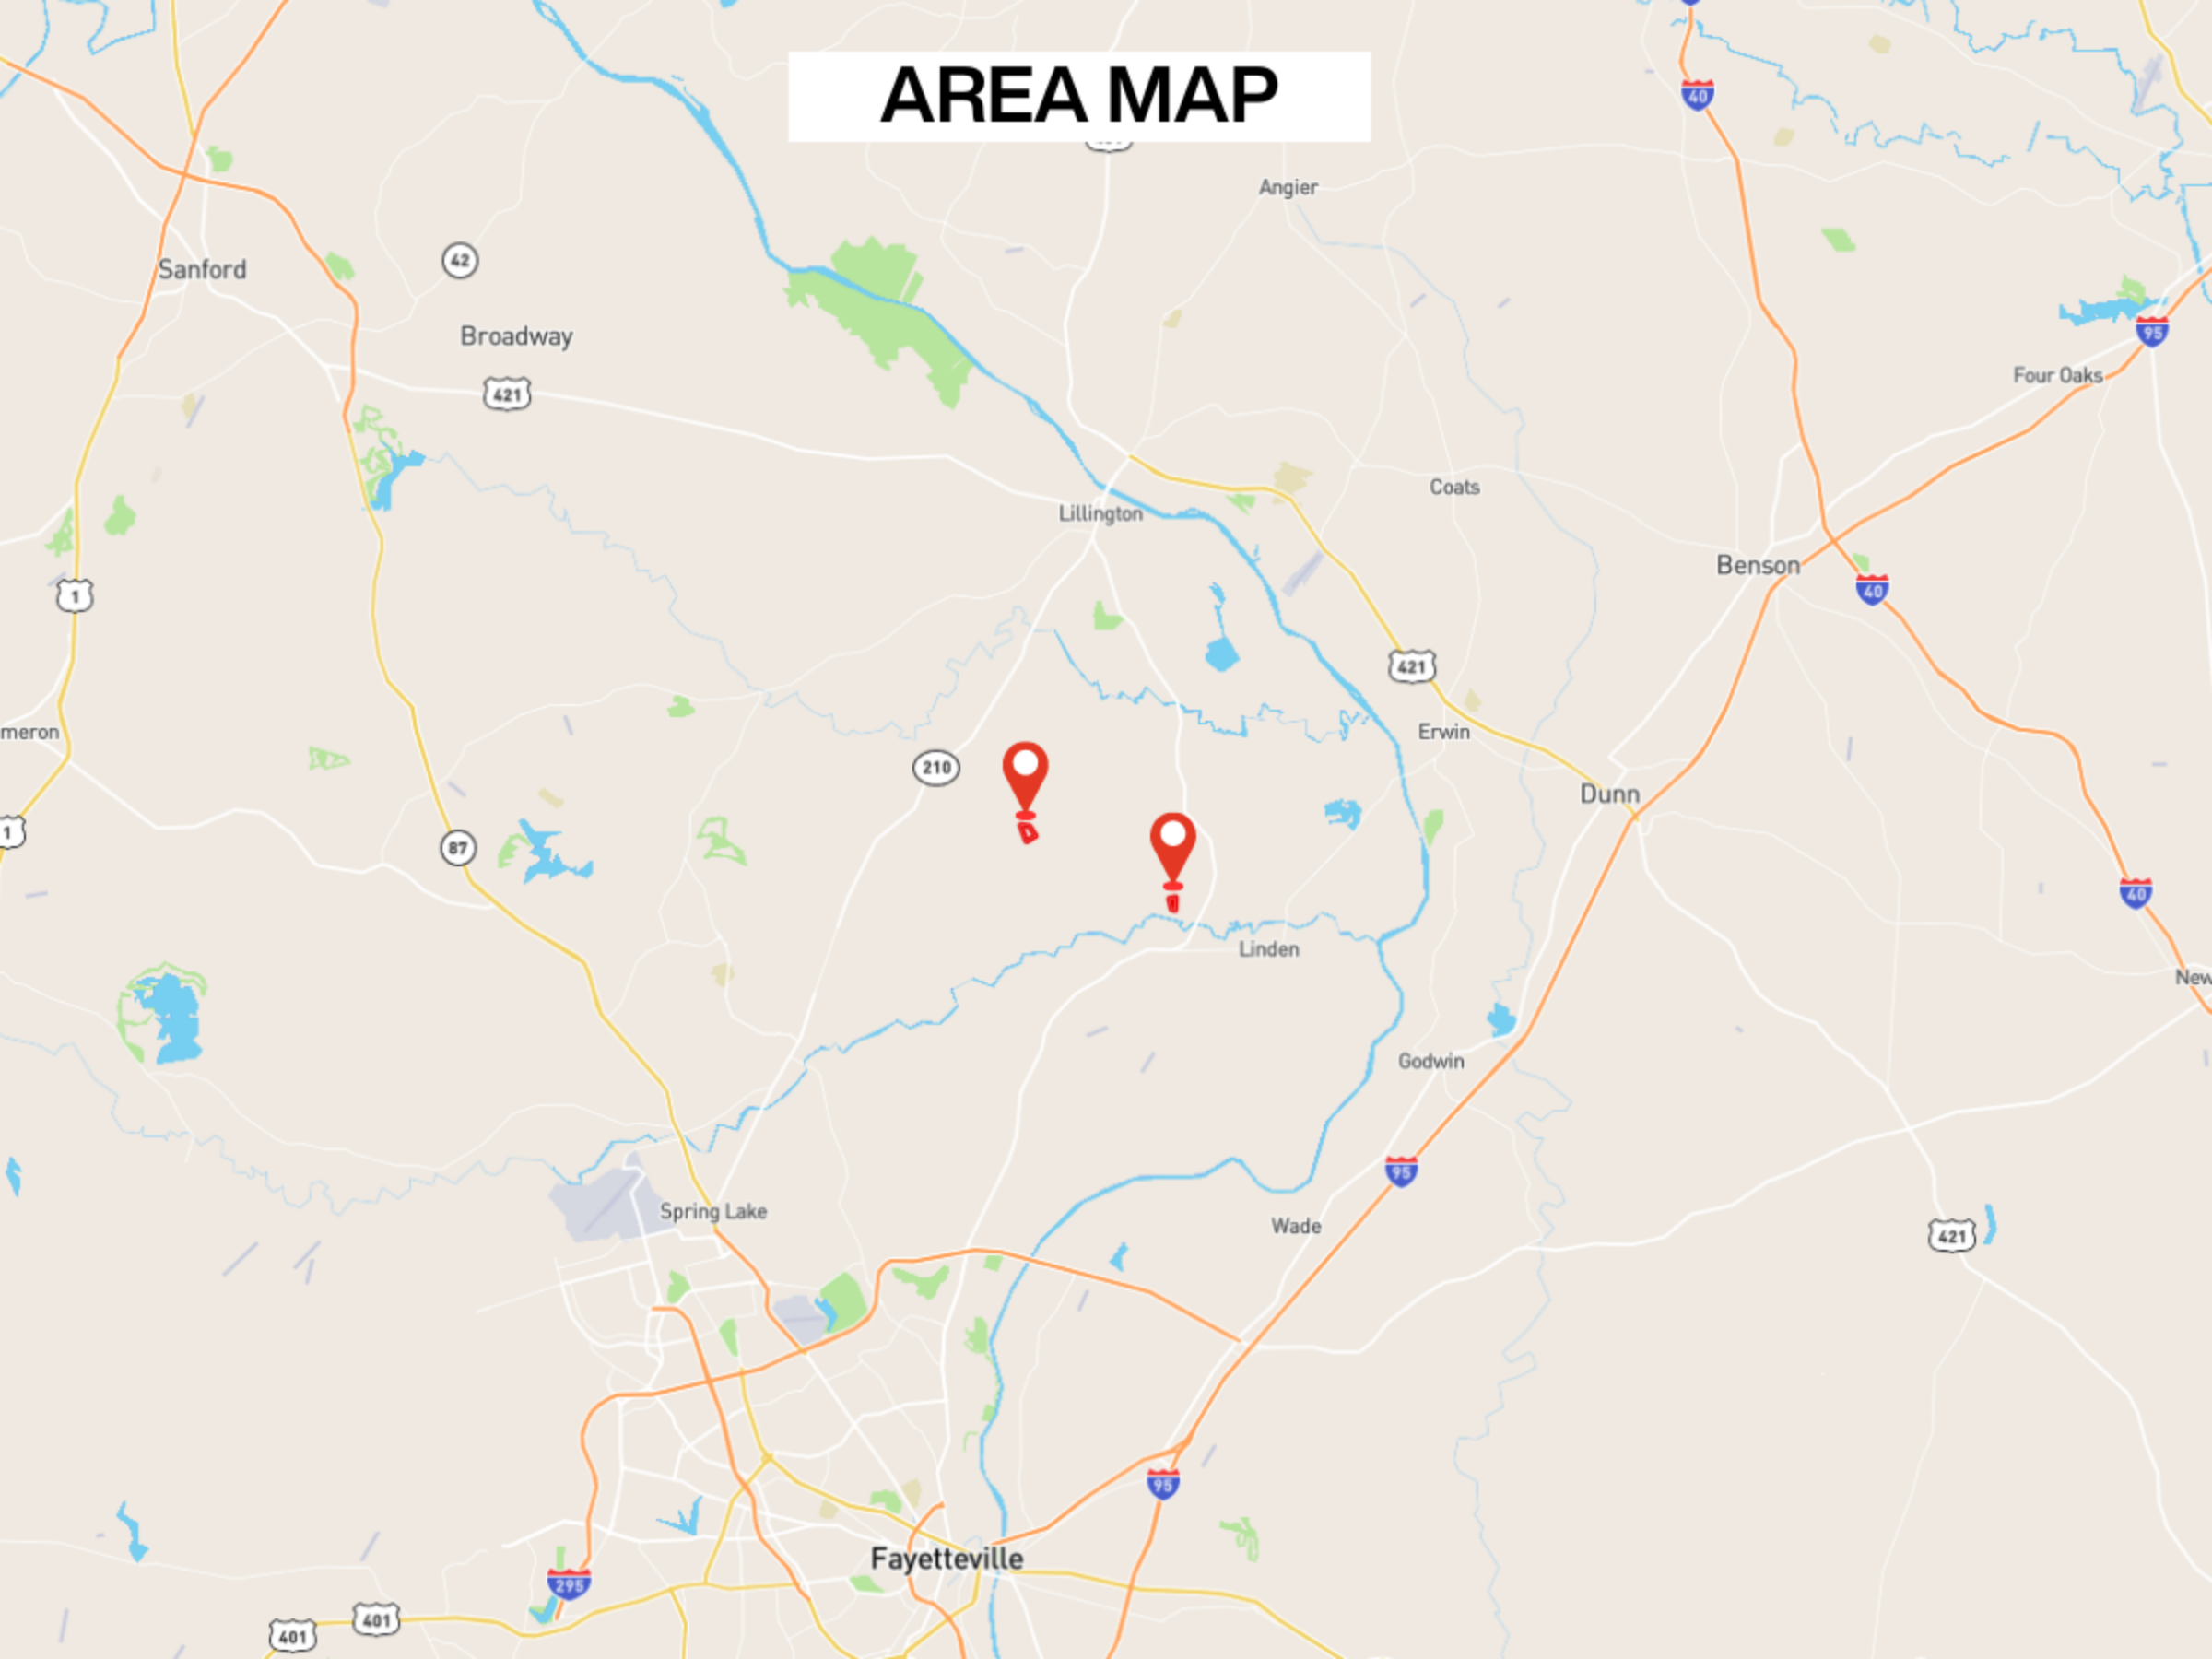 AREA MAP
40
Angier
42
Sanford
95
Broadway
Four Oaks
421
Coats
Lillington
Benson
40
1
421
meron
Erwin
210
Dunn
1
87
40
Linden
New
Godwin
95
Spring Lake
Wade
421
95
Fayetteville
295
401
401